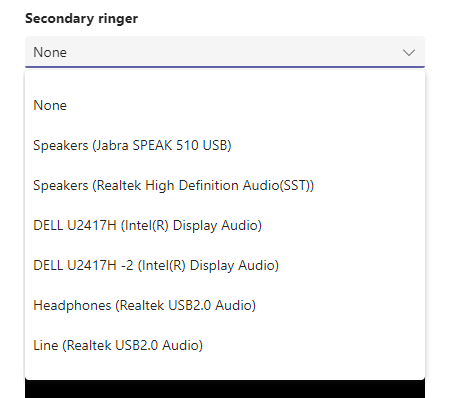 Secondary ringer
None
None
Speakers (Jabra SPEAK 510 USB)
Speakers (Realtek High Definition Audio(SST))
DELL U2417H (Intel(R) Display Audio)
DELL U2417H -2 (Intel(R) Display Audio)
Headphones (Realtek USB2.0 Audio)
Line (Realtek USB2.0 Audio)